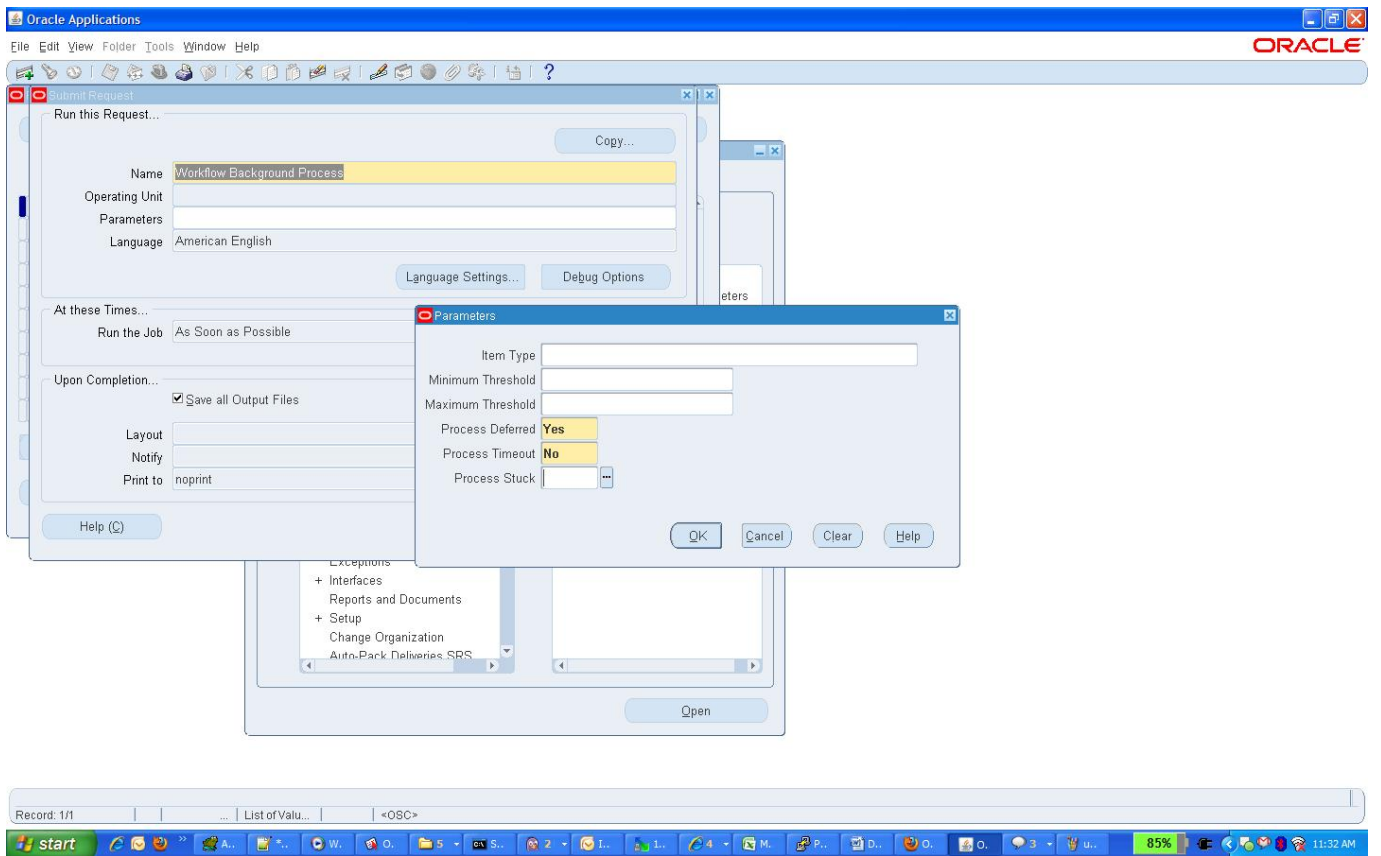 Oracle Applications
File Edit View Folder Tools Window Help
ORACLE
Submit Request
Run this Request...
Copy...
Name Workflow Background Process
Operating Unit
Parameters
Language American English
Language Settings... Debug Options
eters
At these Times...
Run the Job As Soon as Possible
Upon Completion...
Save all Output Files
Layout
Notify
Print to noprint
Help (C)
Parameters
Item Type
Minimum Threshold
Maximum Threshold
Process Deferred Yes
Process Timeout No
Process Stuck
OK Cancel Clear Help
Exceptions
+ Interfaces
Reports and Documents
+ Setup
Change Organization
Auto-Pack Deliveries SRS
Open
Record: 1/1 ... List of Valu... <OSC>
start A.. *.. W. O. 5 S.. 2 I.. 1.. 4 M. P.. D.. O. O. 3 u.. 85% 11:32 AM